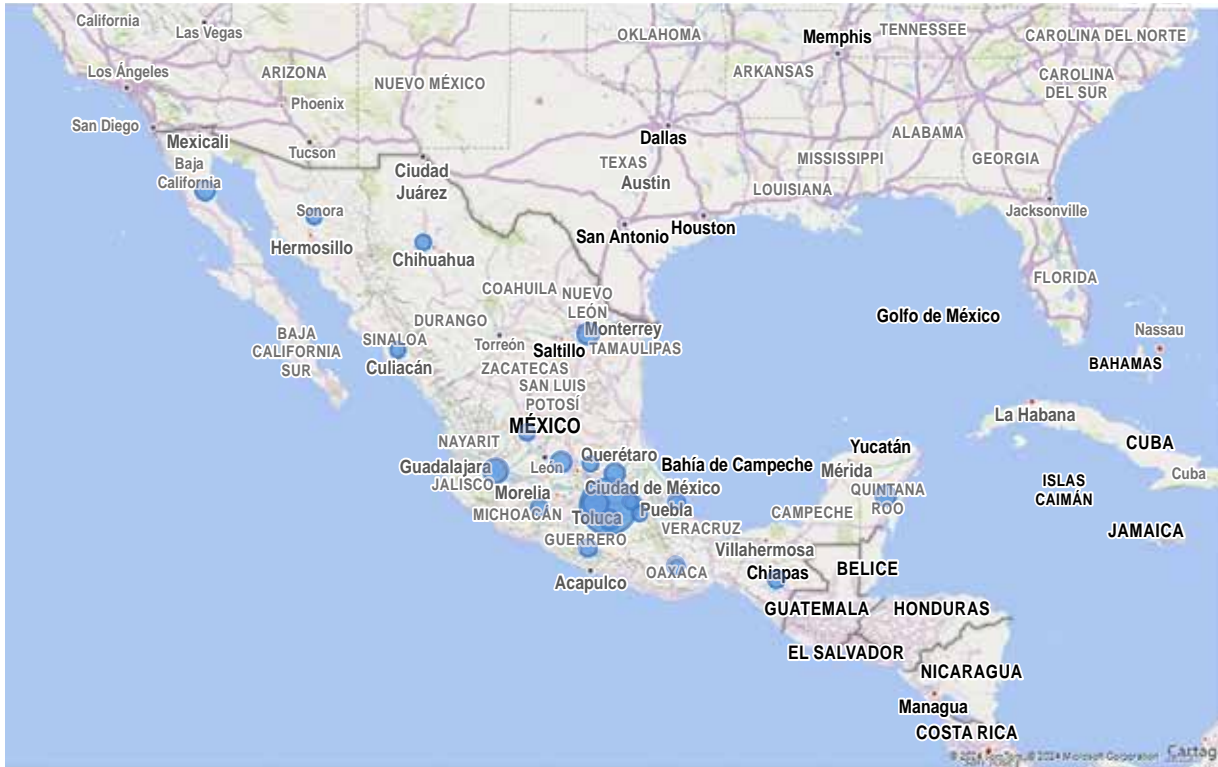 California
Las Vegas
OKLAHOMA
Memphis
TENNESSEE
CAROLINA DEL NORTE
Los Ángeles
ARIZONA
NUEVO MÉXICO
ARKANSAS
CAROLINA
DEL SUR
Phoenix
San Diego
Mexicali
Tucson
Dallas
ALABAMA
Baja
California
Ciudad
Juárez
TEXAS
Austin
MISSISSIPPI
GEORGIA
LOUISIANA
Sonora
Hermosillo
Chihuahua
San Antonio
Houston
Jacksonville
COAHUILA
NUEVO
LEÓN
FLORIDA
DURANGO
Monterrey
Golfo de México
BAJA
CALIFORNIA
SUR
SINALOA
Culiacán
Torreón
Saltillo
TAMAULIPAS
Nassau
BAHAMAS
ZACATECAS
SAN LUIS
POTOSÍ
MÉXICO
La Habana
NAYARIT
Querétaro
Yucatán
CUBA
Guadalajara
JALISCO
León
Bahía de Campeche
Mérida
Cuba
Morelia
Ciudad de México
QUINTANA
ROO
ISLAS
CAIMÁN
MICHOACÁN
Toluca
Puebla
CAMPECHE
VERACRUZ
JAMAICA
GUERRERO
Villahermosa
Acapulco
OAXACA
Chiapas
BELICE
GUATEMALA
HONDURAS
EL SALVADOR
NICARAGUA
Managua
COSTA RICA
© 2024 TomTom, © 2024 Microsoft Corporation